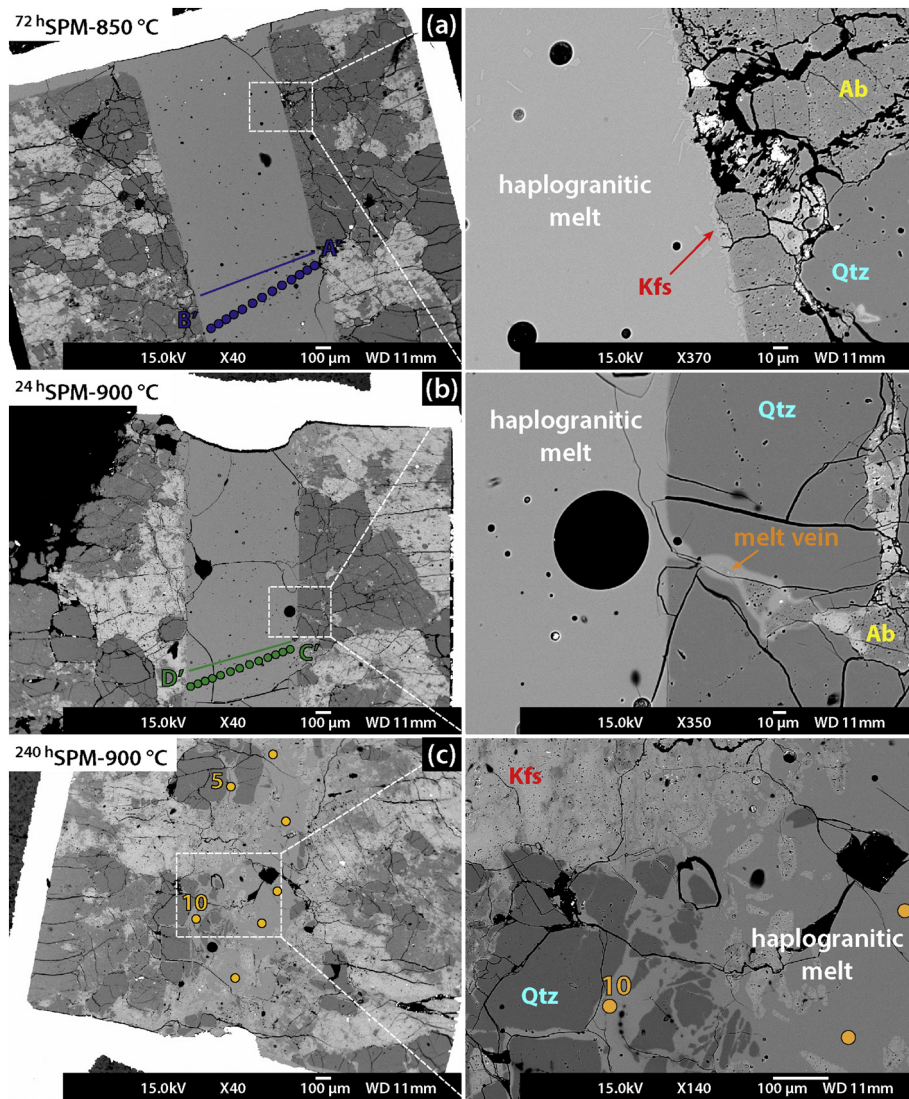 72 hSPM-850 °C
(a)
A′
B′
15.0kV X40 100 µm WD 11mm
Ab
haplogranitic
melt
Kfs
Qtz
15.0kV X370 10 µm WD 11mm
24 hSPM-900 °C
(b)
C′
D′
15.0kV X40 100 µm WD 11mm
haplogranitic
melt
Qtz
melt vein
Ab
15.0kV X350 10 µm WD 11mm
240 hSPM-900 °C
(c)
5
10
15.0kV X40 100 µm WD 11mm
Kfs
haplogranitic
melt
Qtz
10
15.0kV X140 100 µm WD 11mm